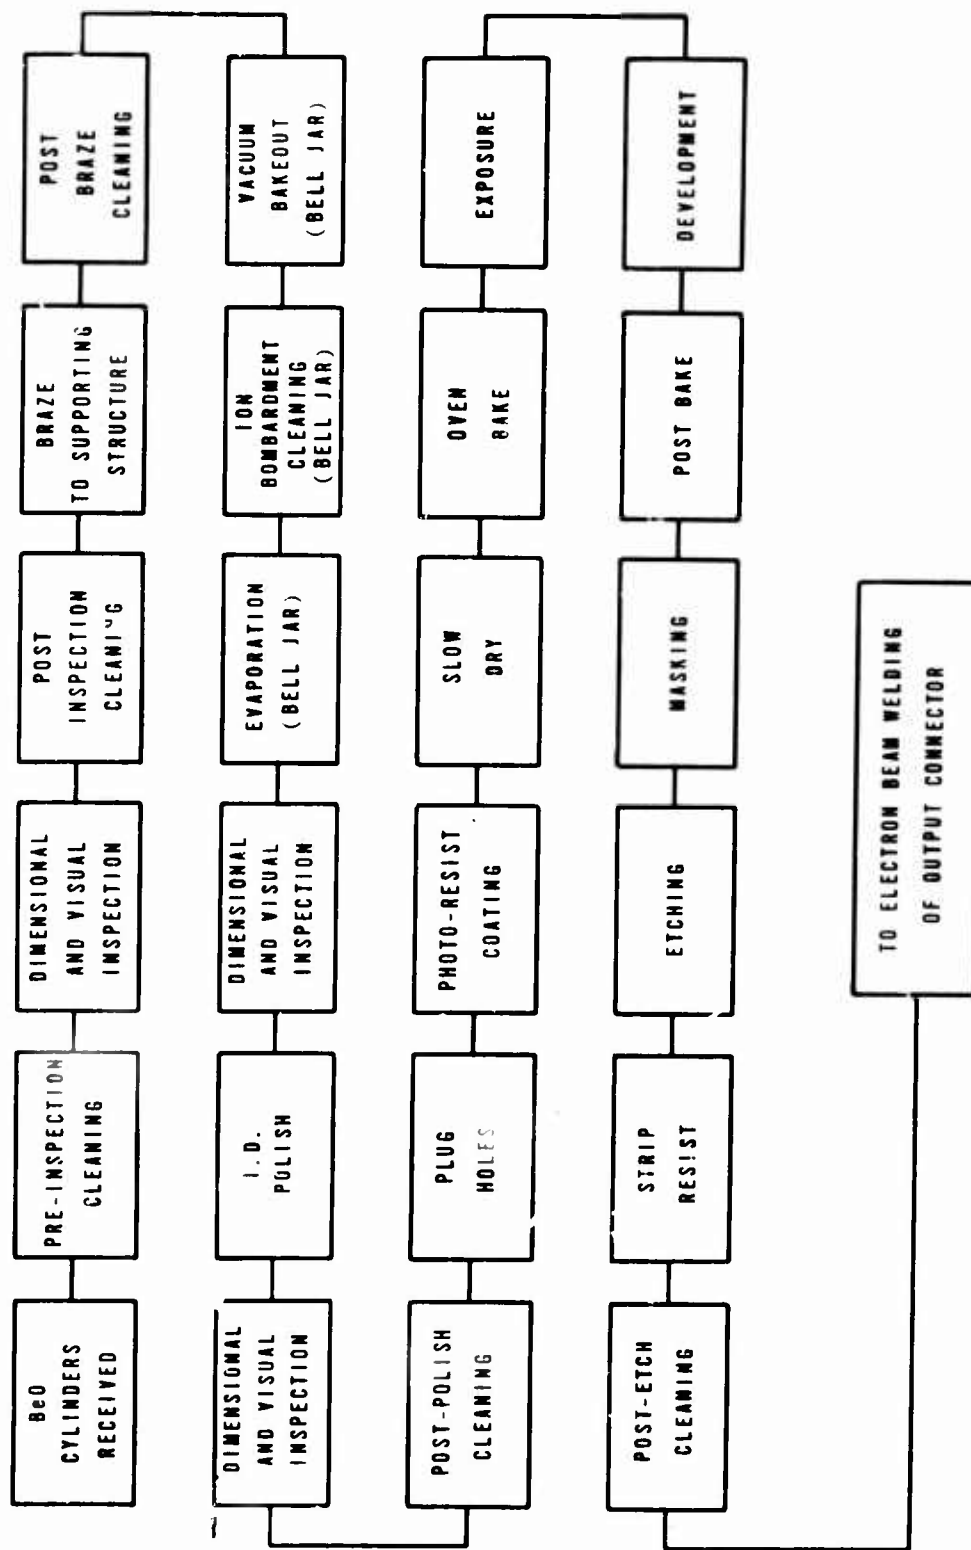 BeO
CYLINDERS
RECEIVED
PRE-INSPECTION
CLEANING
DIMENSIONAL
AND VISUAL
INSPECTION
POST
INSPECTION
CLEANING
BRAZE
TO SUPPORTING
STRUCTURE
POST
BRAZE
CLEANING
VACUUM
BAKEOUT
(BELL JAR)
ION
BOMBARDMENT
CLEANING
(BELL JAR)
EVAPORATION
(BELL JAR)
DIMENSIONAL
AND VISUAL
INSPECTION
I.D.
POLISH
DIMENSIONAL
AND VISUAL
INSPECTION
POST-POLISH
CLEANING
PLUG
HOLES
PHOTO-RESIST
COATING
SLOW
DRY
OVEN
BAKE
EXPOSURE
DEVELOPMENT
POST BAKE
MASKING
ETCHING
STRIP
RESIST
POST-ETCH
CLEANING
TO ELECTRON BEAM WELDING
OF OUTPUT CONNECTOR